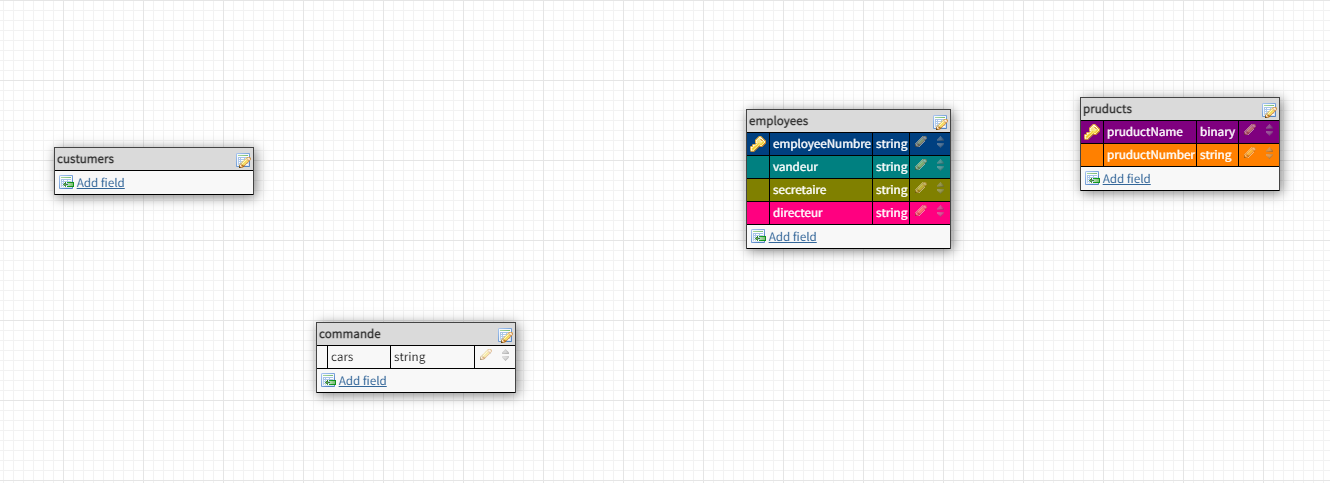 custumers
Add field
commande
cars string
Add field
employees
employeeNumbre string
vandeur string
secretaire string
directeur string
Add field
pruducts
pruductName binary
pruductNumber string
Add field